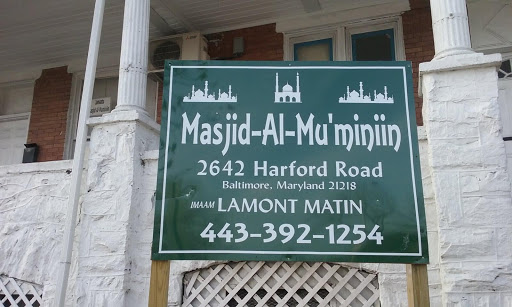 Masjid-Al-Mu'miniin
2642 Harford Road
Baltimore, Maryland 21218
IMAAM LAMONT MATIN
443-392-1254